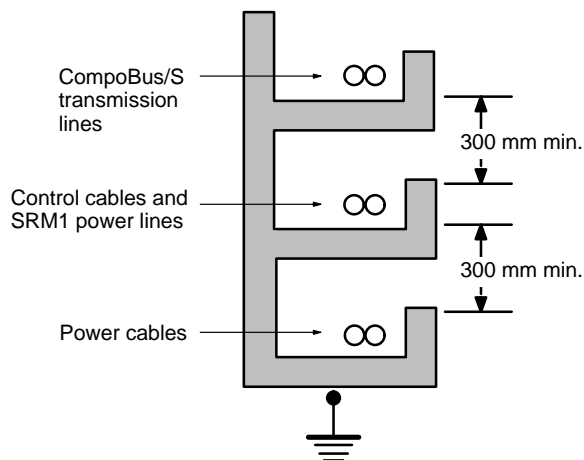 CompoBus/S
transmission
lines
300 mm min.
Control cables and
SRM1 power lines
300 mm min.
Power cables